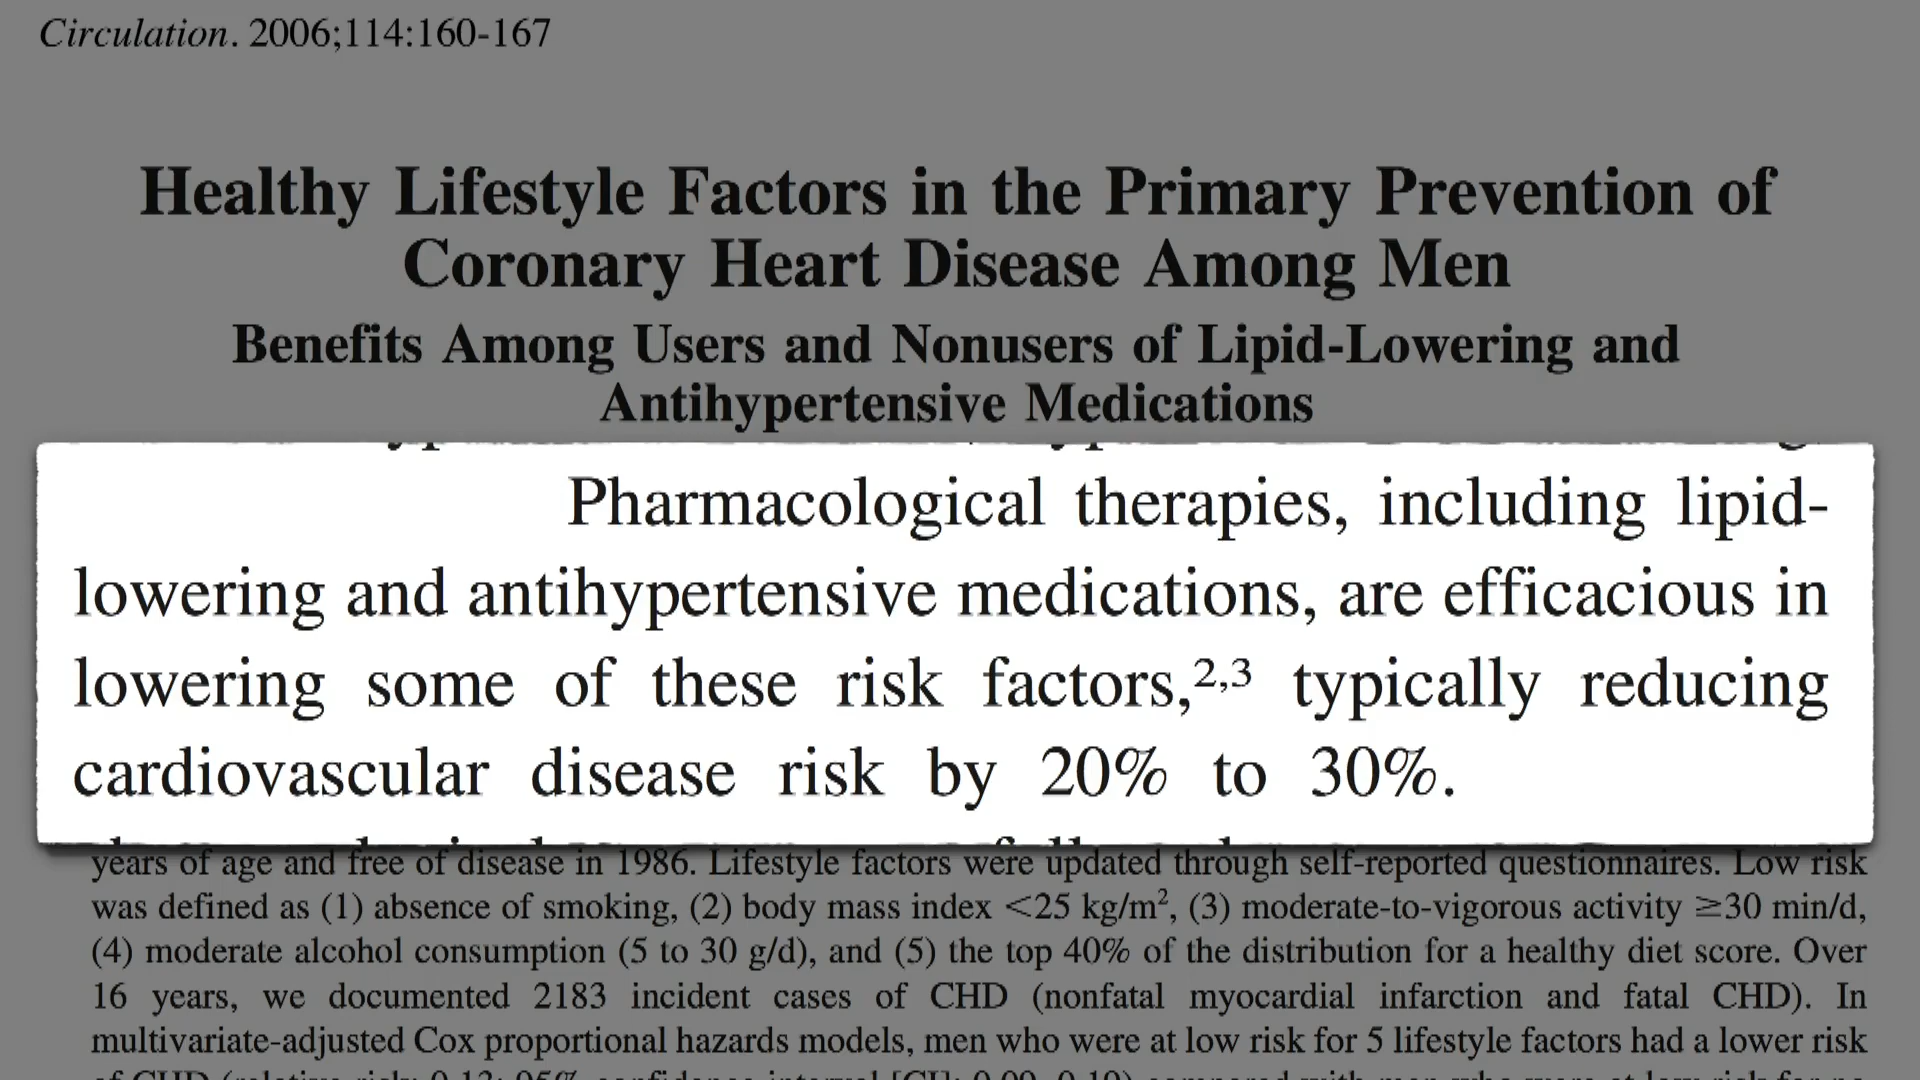 Circulation. 2006;114:160-167
Healthy Lifestyle Factors in the Primary Prevention of
Coronary Heart Disease Among Men
Benefits Among Users and Nonusers of Lipid-Lowering and
Antihypertensive Medications
Pharmacological therapies, including lipid-
lowering and antihypertensive medications, are efficacious in
lowering some of these risk factors,2,3 typically reducing
cardiovascular disease risk by 20% to 30%.
years of age and free of disease in 1986. Lifestyle factors were updated through self-reported questionnaires. Low risk
was defined as (1) absence of smoking, (2) body mass index <25 kg/m2, (3) moderate-to-vigorous activity ≥30 min/d,
(4) moderate alcohol consumption (5 to 30 g/d), and (5) the top 40% of the distribution for a healthy diet score. Over
16 years, we documented 2183 incident cases of CHD (nonfatal myocardial infarction and fatal CHD). In
multivariate-adjusted Cox proportional hazards models, men who were at low risk for 5 lifestyle factors had a lower risk